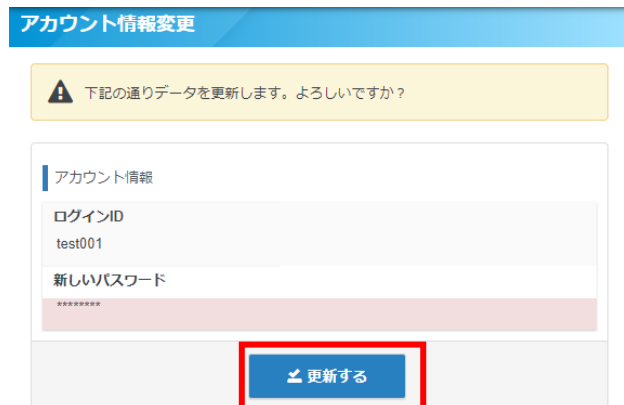 アカウント情報変更
下記の通りデータを更新します。よろしいですか？
アカウント情報
ログインID
test001
新しいパスワード
********
更新する